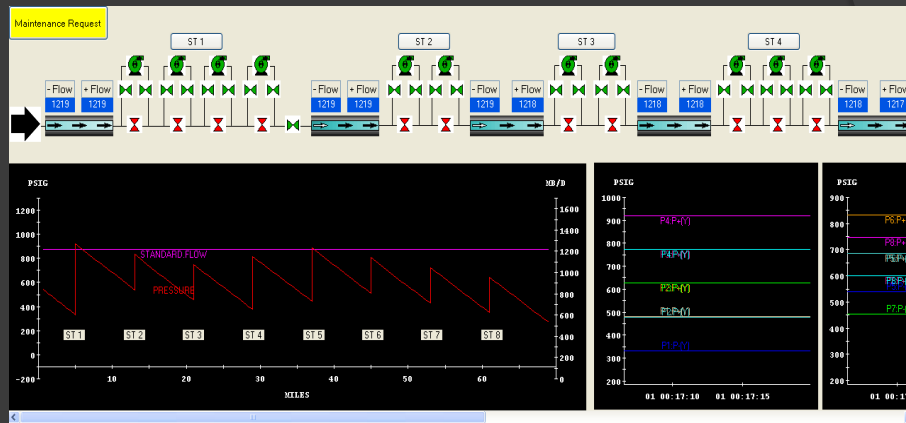 Maintenance Request
ST 1
ST 2
ST 3
ST 4
- Flow
+ Flow
- Flow
+ Flow
- Flow
+ Flow
- Flow
+ Flow
- Flow
+ Flow
1219
1219
1219
1219
1219
1218
1218
1218
1218
1217
PSIG
MB/D
1200
1000
800
600
400
200
0
-200
1600
1400
1200
1000
800
600
400
200
0
STANDARD.FLOW
PRESSURE
ST 1
ST 2
ST 3
ST 4
ST 5
ST 6
ST 7
ST 8
10
20
30
40
50
60
MILES
PSIG
1000
900
800
700
600
500
400
300
200
P4:P+(Y)
01 00:17:10
01 00:17:15
PSIG
900
800
700
600
500
400
300
200
01 00:1